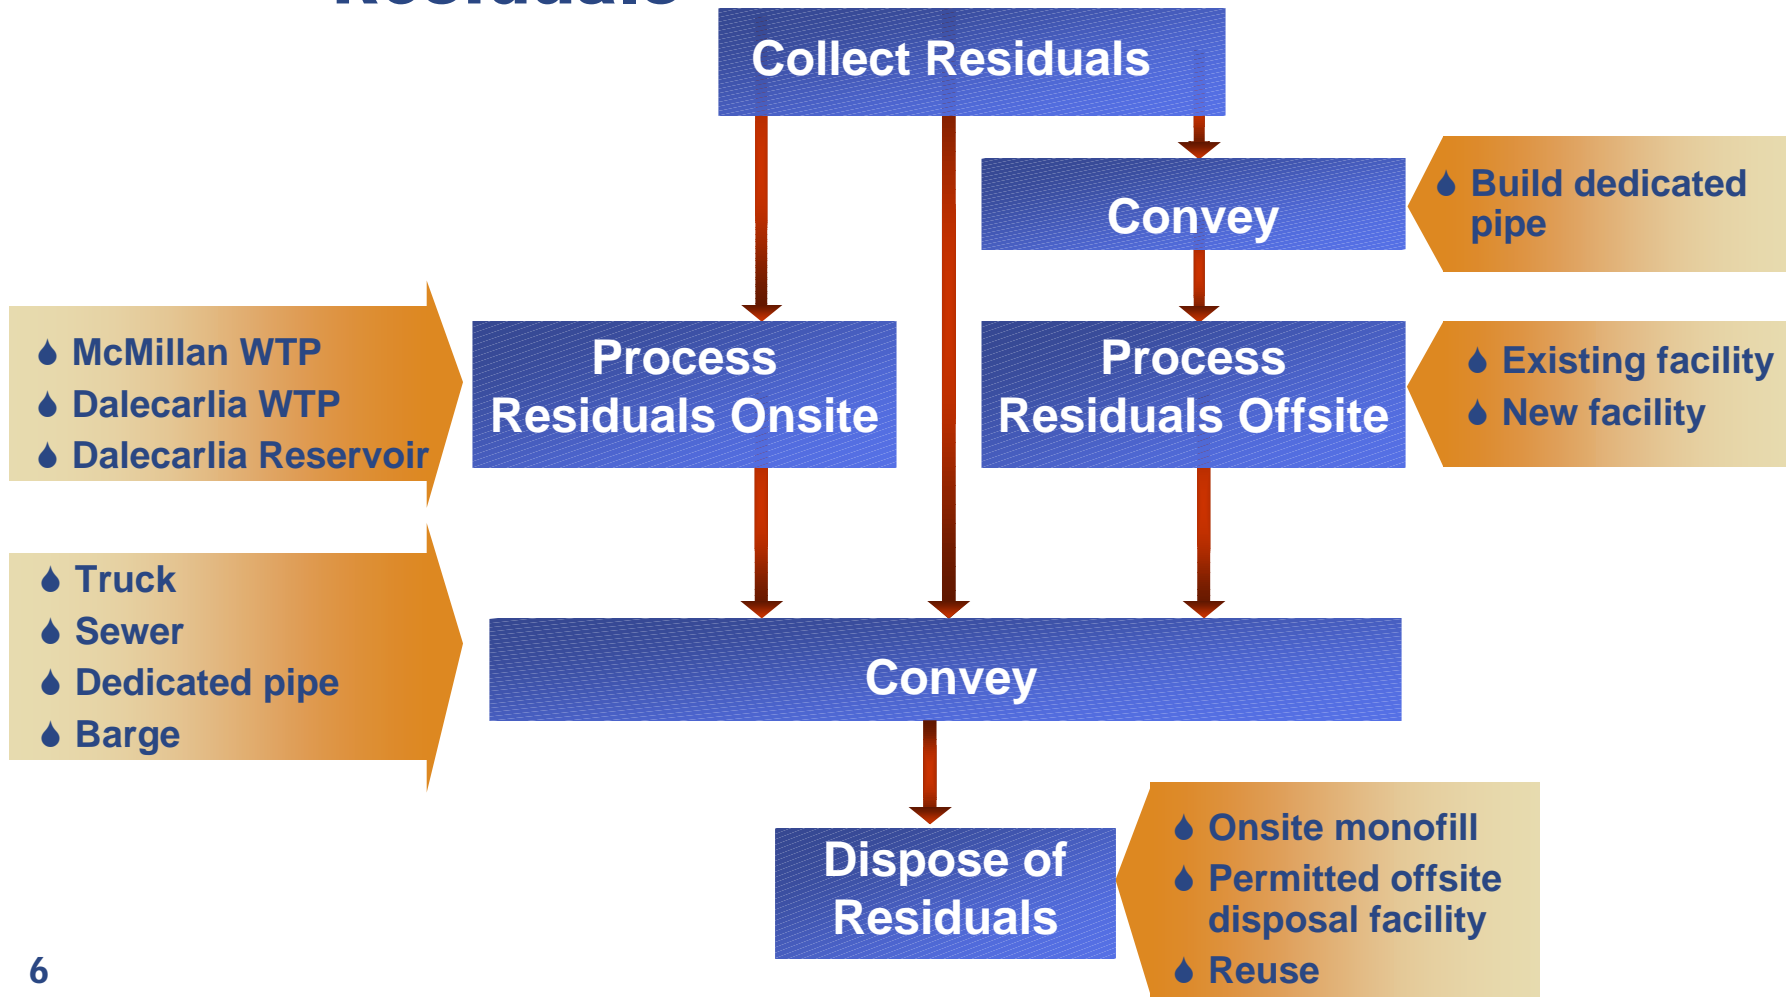 Residuals
Collect Residuals
Convey
Build dedicated
pipe
McMillan WTP
Dalecarlia WTP
Dalecarlia Reservoir
Process
Residuals Onsite
Process
Residuals Offsite
Existing facility
New facility
Truck
Sewer
Dedicated pipe
Barge
Convey
Dispose of
Residuals
Onsite monofill
Permitted offsite
disposal facility
Reuse
6